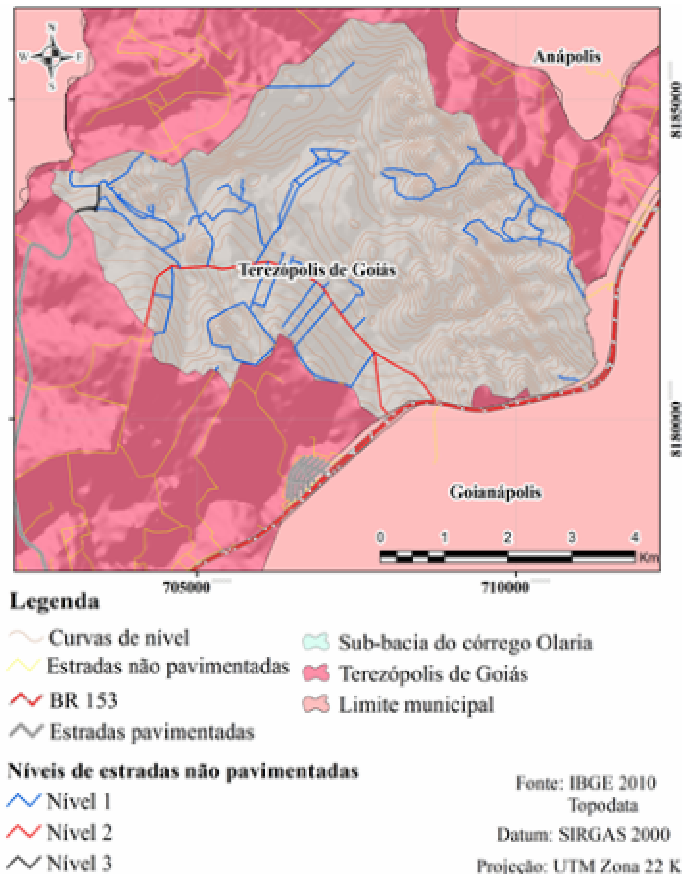 N
W E
S
Anápolis
8185000
Terezópolis de Goiás
8180000
Goianápolis
0 1 2 3 4
Km
705000 710000
Legenda
Curvas de nível
Estradas não pavimentadas
BR 153
Estradas pavimentadas
Sub-bacia do córrego Olaria
Terezópolis de Goiás
Limite municipal
Níveis de estradas não pavimentadas
Nível 1
Nível 2
Nível 3
Fonte: IBGE 2010
Topodata
Datum: SIRGAS 2000
Projeção: UTM Zona 22 K